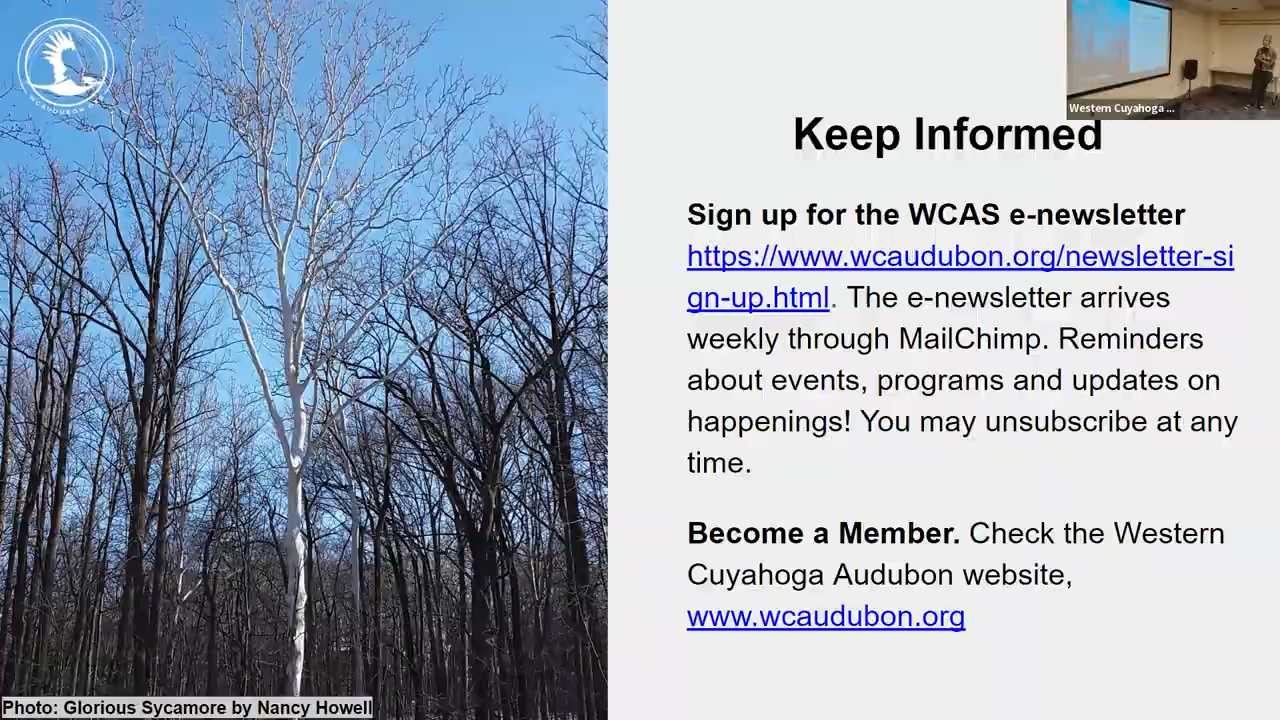 WCAUDUBON.ORG
Western Cuyahoga ...
Keep Informed
Sign up for the WCAS e-newsletter
https://www.wcaudubon.org/newsletter-si
gn-up.html. The e-newsletter arrives
weekly through MailChimp. Reminders
about events, programs and updates on
happenings! You may unsubscribe at any
time.
Become a Member. Check the Western
Cuyahoga Audubon website,
www.wcaudubon.org
Photo: Glorious Sycamore by Nancy Howell